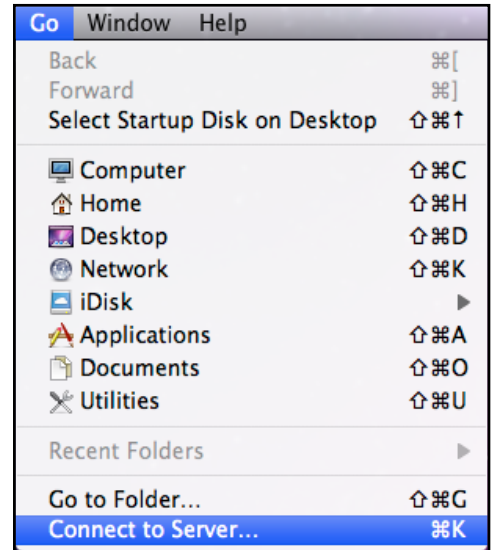 Go Window Help
Back ⌘[
Forward ⌘]
Select Startup Disk on Desktop ⇧⌘↑
Computer ⇧⌘C
Home ⇧⌘H
Desktop ⇧⌘D
Network ⇧⌘K
iDisk ▶
Applications ⇧⌘A
Documents ⇧⌘O
Utilities ⇧⌘U
Recent Folders ▶
Go to Folder... ⇧⌘G
Connect to Server... ⌘K